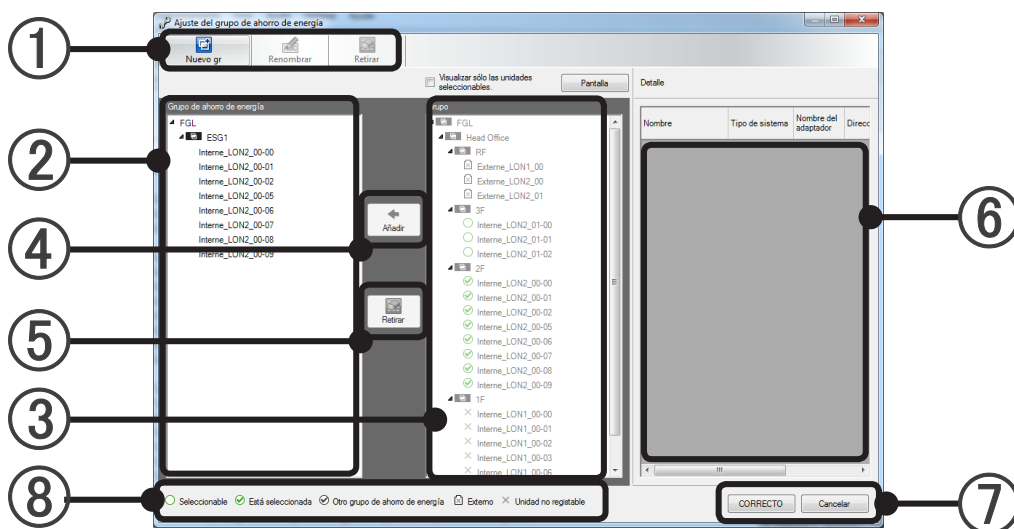 Ajuste del grupo de ahorro de energía
Nuevo gr
Renombrar
Retirar
Visualizar sólo las unidades
seleccionables.
Pantalla
Detalle
Grupo de ahorro de energía
FGL
ESG1
Interne_LON2_00-00
Interne_LON2_00-01
Interne_LON2_00-02
Interne_LON2_00-05
Interne_LON2_00-06
Interne_LON2_00-07
Interne_LON2_00-08
Interne_LON2_00-09
Añadir
Retirar
rupo
FGL
Head Office
RF
Externe_LON1_00
Externe_LON2_00
Externe_LON2_01
3F
Interne_LON2_01-00
Interne_LON2_01-01
Interne_LON2_01-02
2F
Interne_LON2_00-00
Interne_LON2_00-01
Interne_LON2_00-02
Interne_LON2_00-05
Interne_LON2_00-06
Interne_LON2_00-07
Interne_LON2_00-08
Interne_LON2_00-09
1F
Interne_LON1_00-00
Interne_LON1_00-01
Interne_LON1_00-02
Interne_LON1_00-03
Interne_LON1_00-06
Nombre
Tipo de sistema
Nombre del
adaptador
Direcc
Seleccionable Está seleccionada Otro grupo de ahorro de energía Externo Unidad no registable
CORRECTO
Cancelar
1
2
4
5
3
8
6
7